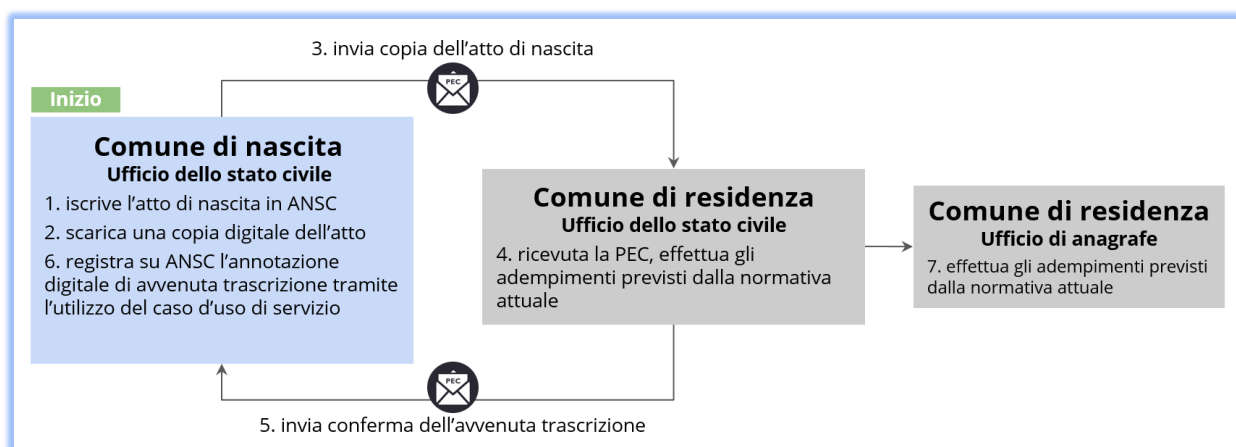 3. invia copia dell'atto di nascita
PEC
Inizio
Comune di nascita
Ufficio dello stato civile
1. iscrive l'atto di nascita in ANSC
2. scarica una copia digitale dell'atto
6. registra su ANSC l'annotazione
digitale di avvenuta trascrizione tramite
l'utilizzo del caso d'uso di servizio
Comune di residenza
Ufficio dello stato civile
4. ricevuta la PEC, effettua gli
adempimenti previsti dalla normativa
attuale
Comune di residenza
Ufficio di anagrafe
7. effettua gli adempimenti previsti
dalla normativa attuale
PEC
5. invia conferma dell'avvenuta trascrizione